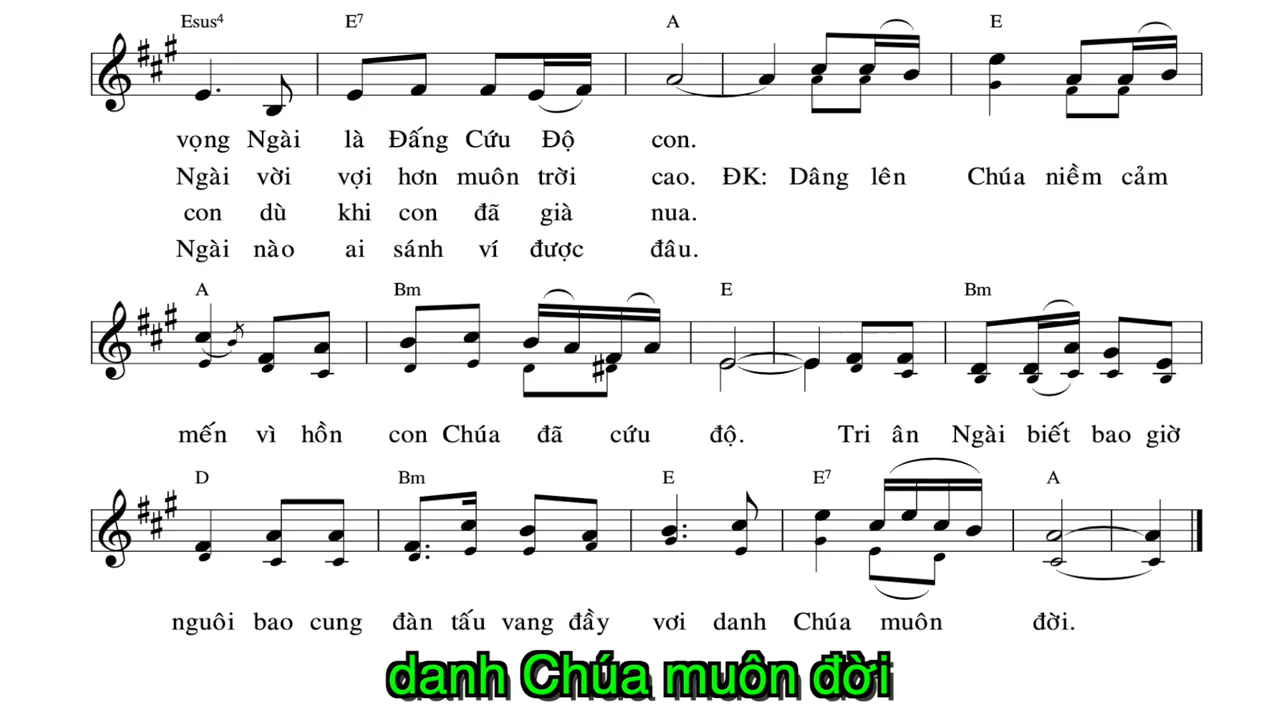 Esus4 E7 A E
vọng Ngài là Đấng Cứu Độ con.
Ngài vời vợi hơn muôn trời cao. ĐK: Dâng lên Chúa niềm cảm
con dù khi con đã già nua.
Ngài nào ai sánh ví được đâu.
A Bm E Bm
mến vì hồn con Chúa đã cứu độ. Tri ân Ngài biết bao giờ
D Bm E E7 A
nguôi bao cung đàn tấu vang đầy vơi danh Chúa muôn đời.
danh Chúa muôn đời